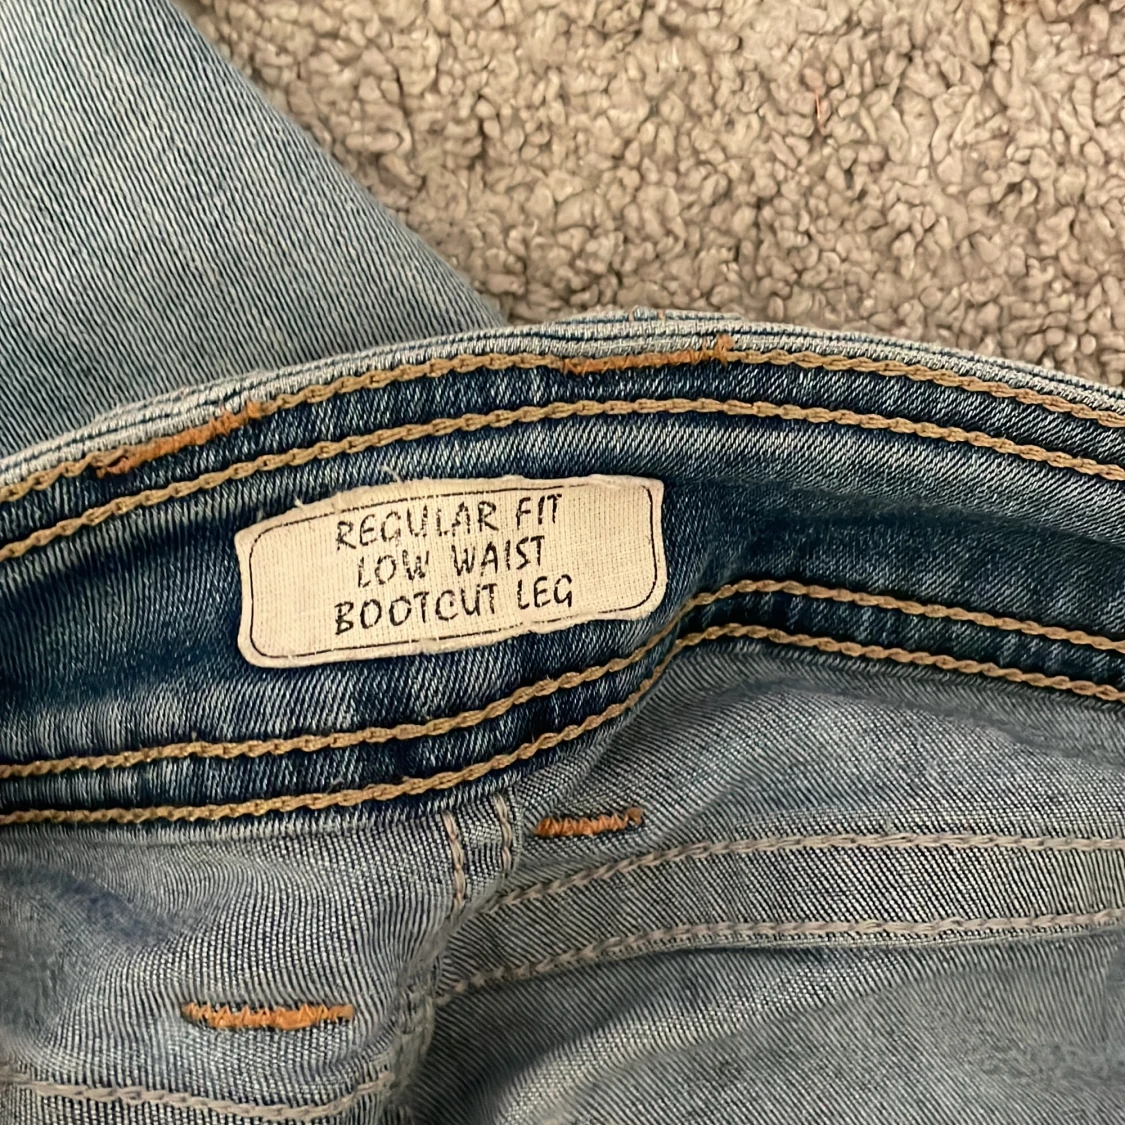 REGULAR FIT
LOW WAIST
BOOTCUT LEG